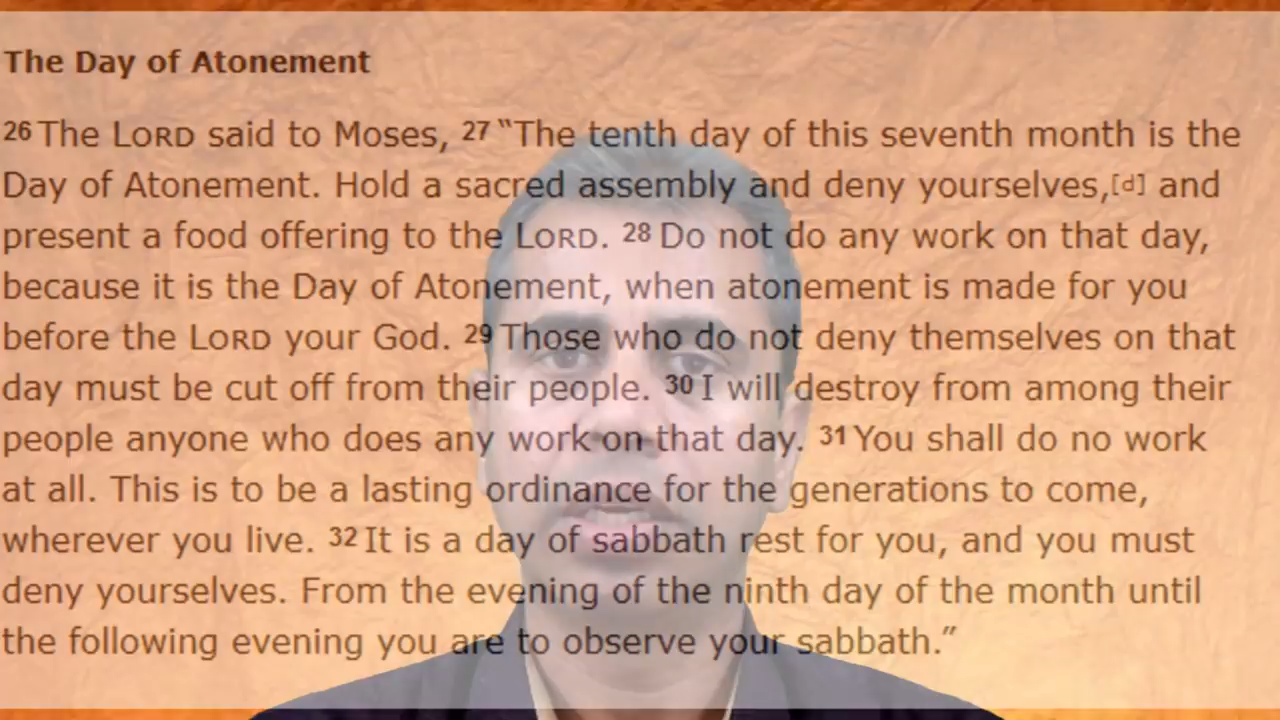 The Day of Atonement
26 The LORD said to Moses, 27 “The tenth day of this seventh month is the
Day of Atonement. Hold a sacred assembly and deny yourselves,[d] and
present a food offering to the LORD. 28 Do not do any work on that day,
because it is the Day of Atonement, when atonement is made for you
before the LORD your God. 29 Those who do not deny themselves on that
day must be cut off from their people. 30 I will destroy from among their
people anyone who does any work on that day. 31 You shall do no work
at all. This is to be a lasting ordinance for the generations to come,
wherever you live. 32 It is a day of sabbath rest for you, and you must
deny yourselves. From the evening of the ninth day of the month until
the following evening you are to observe your sabbath.”